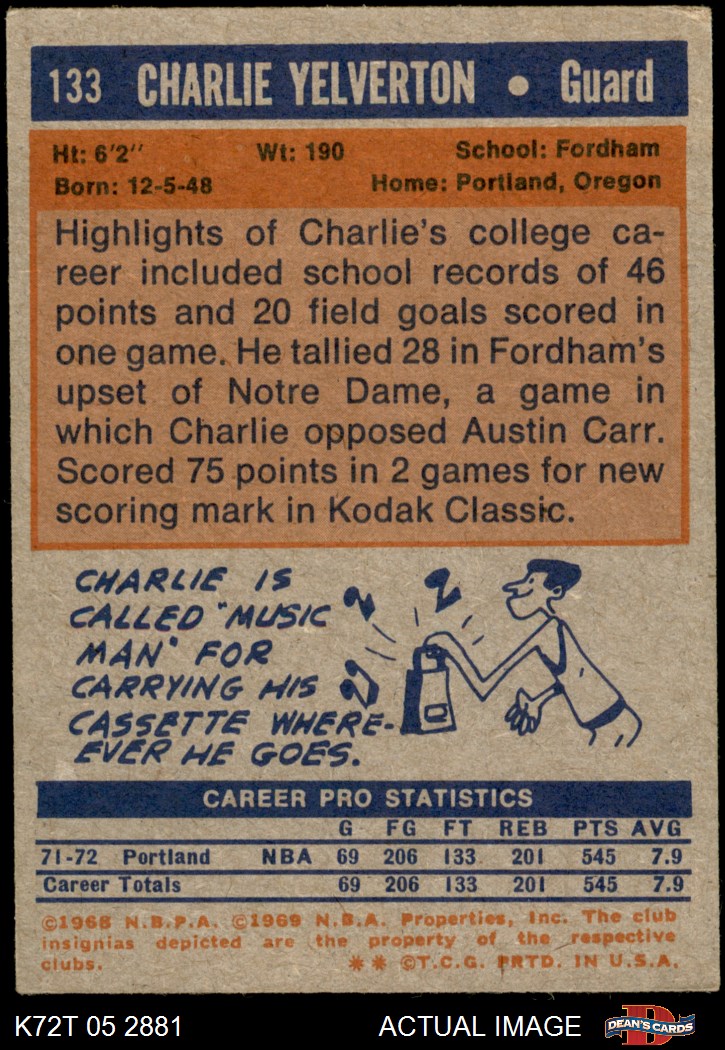 133 CHARLIE YELVERTON • Guard
Ht: 6'2" Wt: 190 School: Fordham
Born: 12-5-48 Home: Portland, Oregon
Highlights of Charlie's college ca-
reer included school records of 46
points and 20 field goals scored in
one game. He tallied 28 in Fordham's
upset of Notre Dame, a game in
which Charlie opposed Austin Carr.
Scored 75 points in 2 games for new
scoring mark in Kodak Classic.
CHARLIE IS
CALLED "MUSIC
MAN" FOR
CARRYING HIS
CASSETTE WHERE-
EVER HE GOES.
CAREER PRO STATISTICS
G FG FT REB PTS AVG
71-72 Portland NBA 69 206 133 201 545 7.9
Career Totals 69 206 133 201 545 7.9
©1968 N.B.P.A. ©1969 N.B.A. Properties, Inc. The club
insignias depicted are the property of the respective
clubs. ** ©T.C.G. PRTD. IN U.S.A.
K72T 05 2881 ACTUAL IMAGE D DEAN'S CARDS